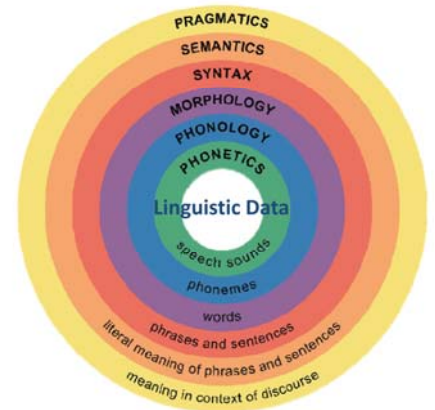 PRAGMATICS
SEMANTICS
SYNTAX
MORPHOLOGY
PHONOLOGY
PHONETICS
Linguistic Data
speech sounds
phonemes
words
phrases and sentences
literal meaning of phrases and sentences
meaning in context of discourse